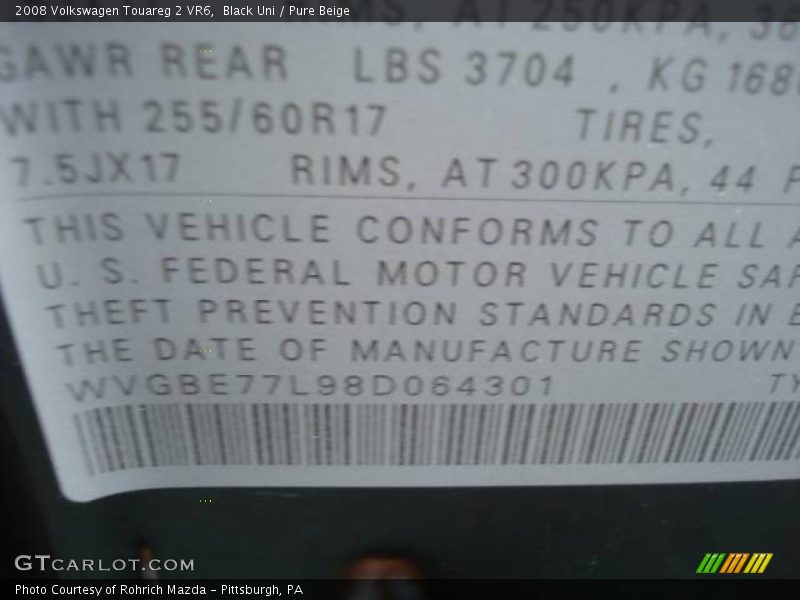 2008 Volkswagen Touareg 2 VR6, Black Uni / Pure Beige
AT 250KPA,
GAWR REAR LBS 3704 , KG
WITH 255/60R17 TIRES,
7.5JX17 RIMS, AT 300KPA, 44
THIS VEHICLE CONFORMS TO ALL
U. S. FEDERAL MOTOR VEHICLE
THEFT PREVENTION STANDARDS IN
THE DATE OF MANUFACTURE SHOWN
WVGBE77L98D064301
GTcarlot.com
Photo Courtesy of Rohrich Mazda - Pittsburgh, PA